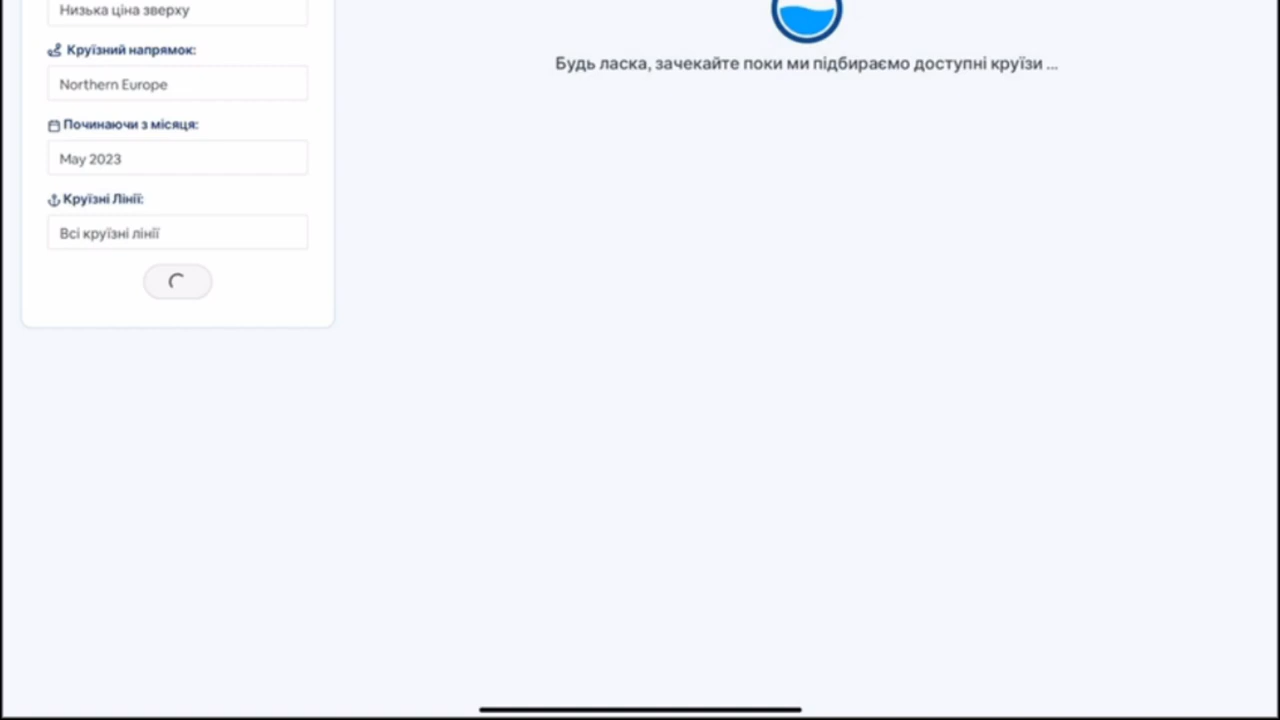 Низька ціна зверху
Круїзний напрямок:
Northern Europe
Починаючи з місяця:
May 2023
Круїзні Лінії:
Всі круїзні лінії
Будь ласка, зачекайте поки ми підбираємо доступні круїзи ...